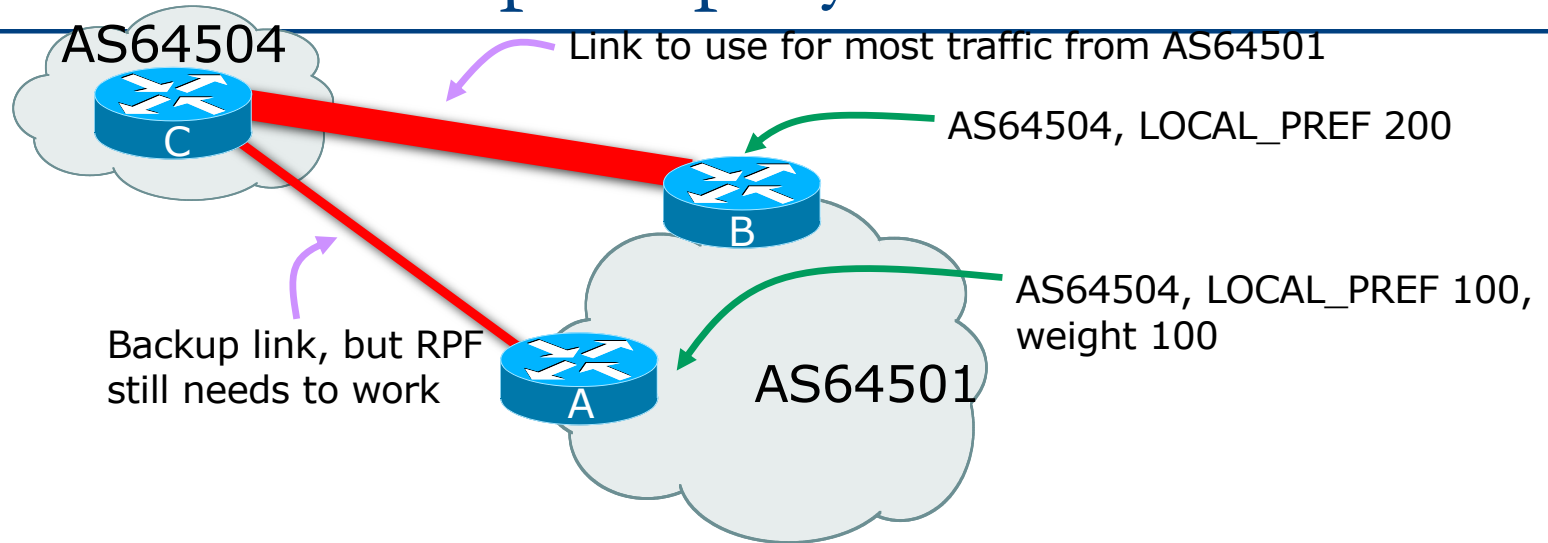 AS64504
Link to use for most traffic from AS64501
C
AS64504, LOCAL_PREF 200
B
AS64504, LOCAL_PREF 100,
weight 100
Backup link, but RPF
still needs to work
A
AS64501